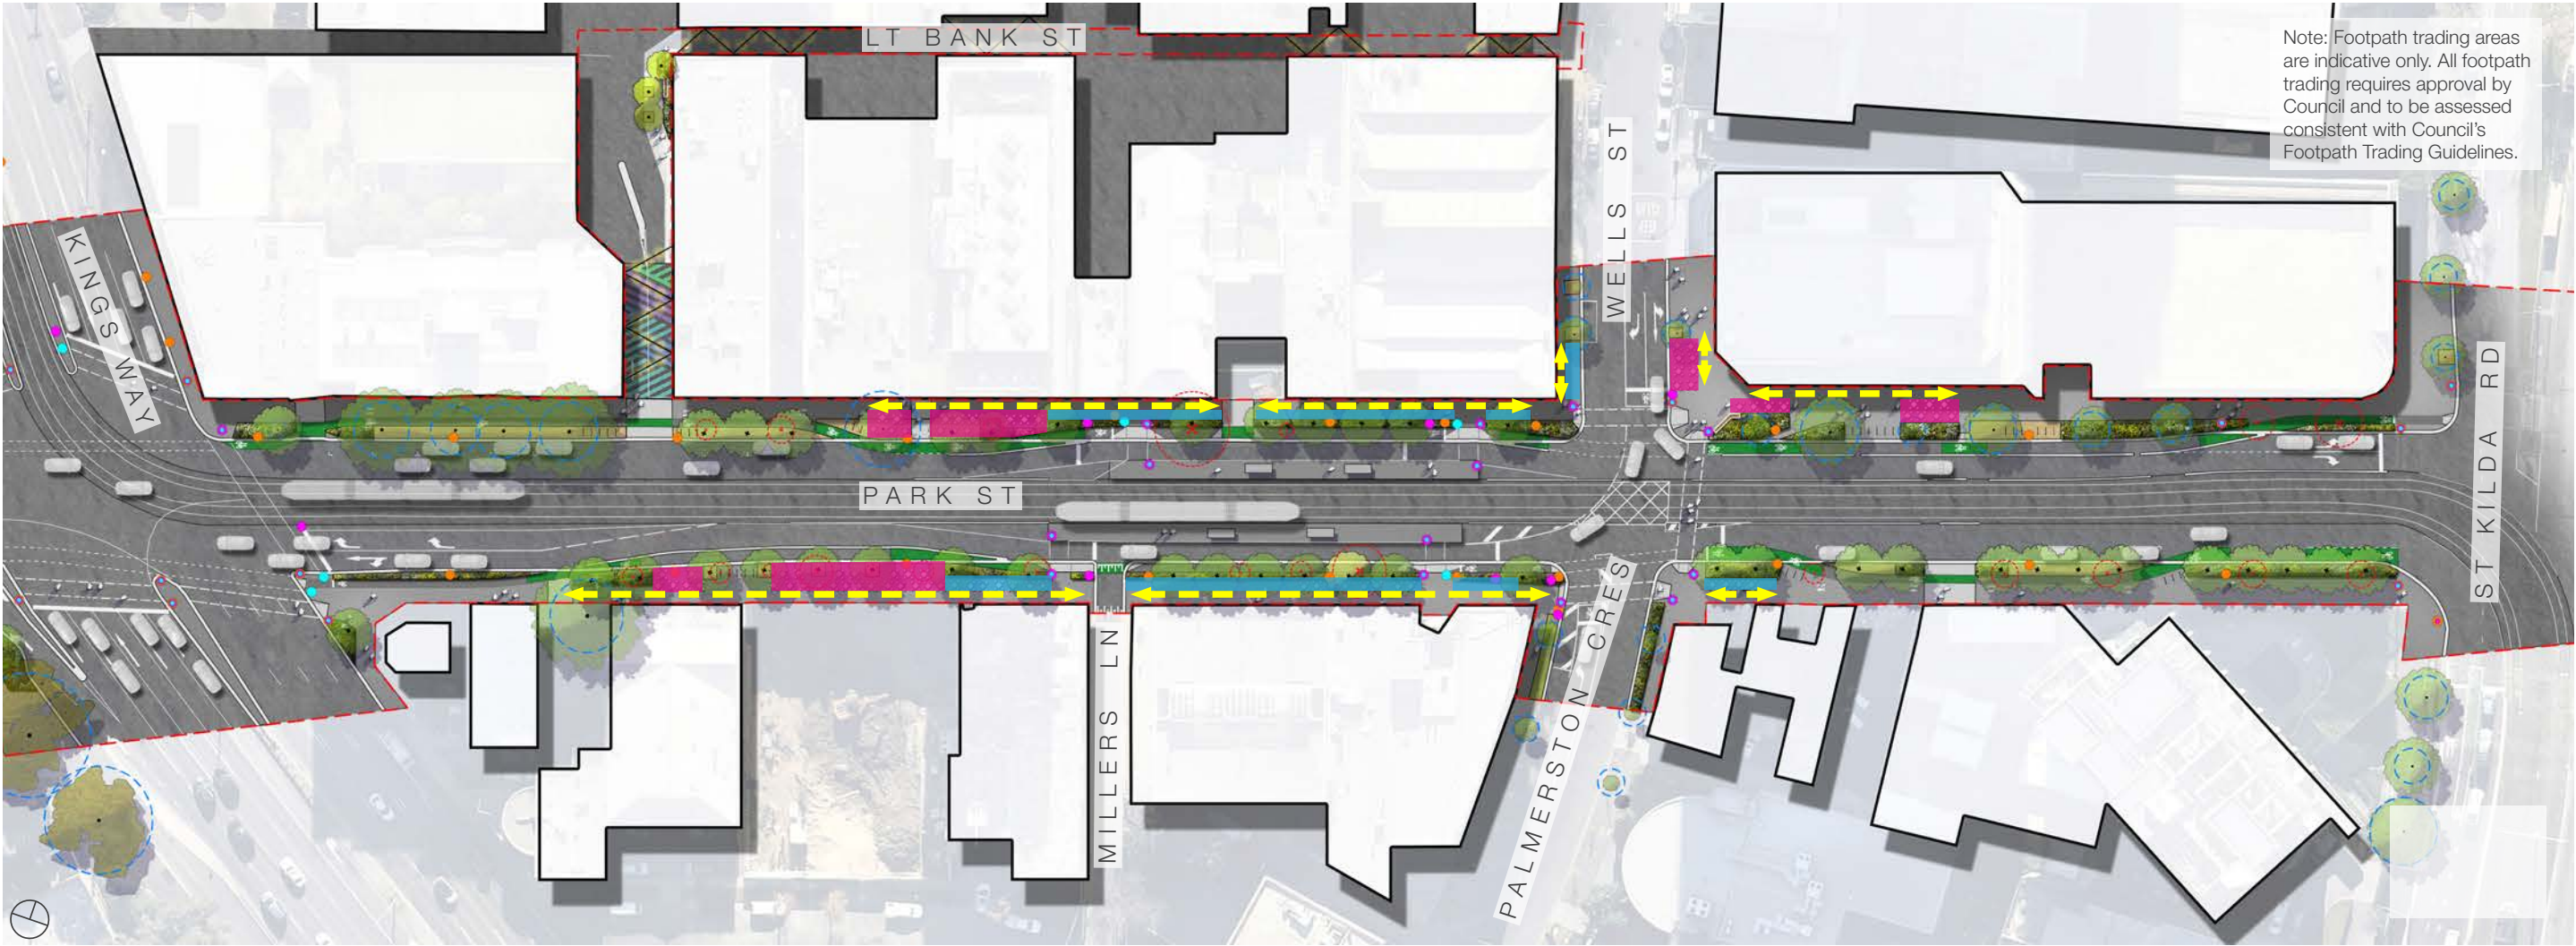 LT BANK ST
Note: Footpath trading areas
are indicative only. All footpath
trading requires approval by
Council and to be assessed
consistent with Council's
Footpath Trading Guidelines.
KINGS WAY
WELLS ST
PARK ST
ST KILDA RD
MILLERS LN
PALMERSTON CRES